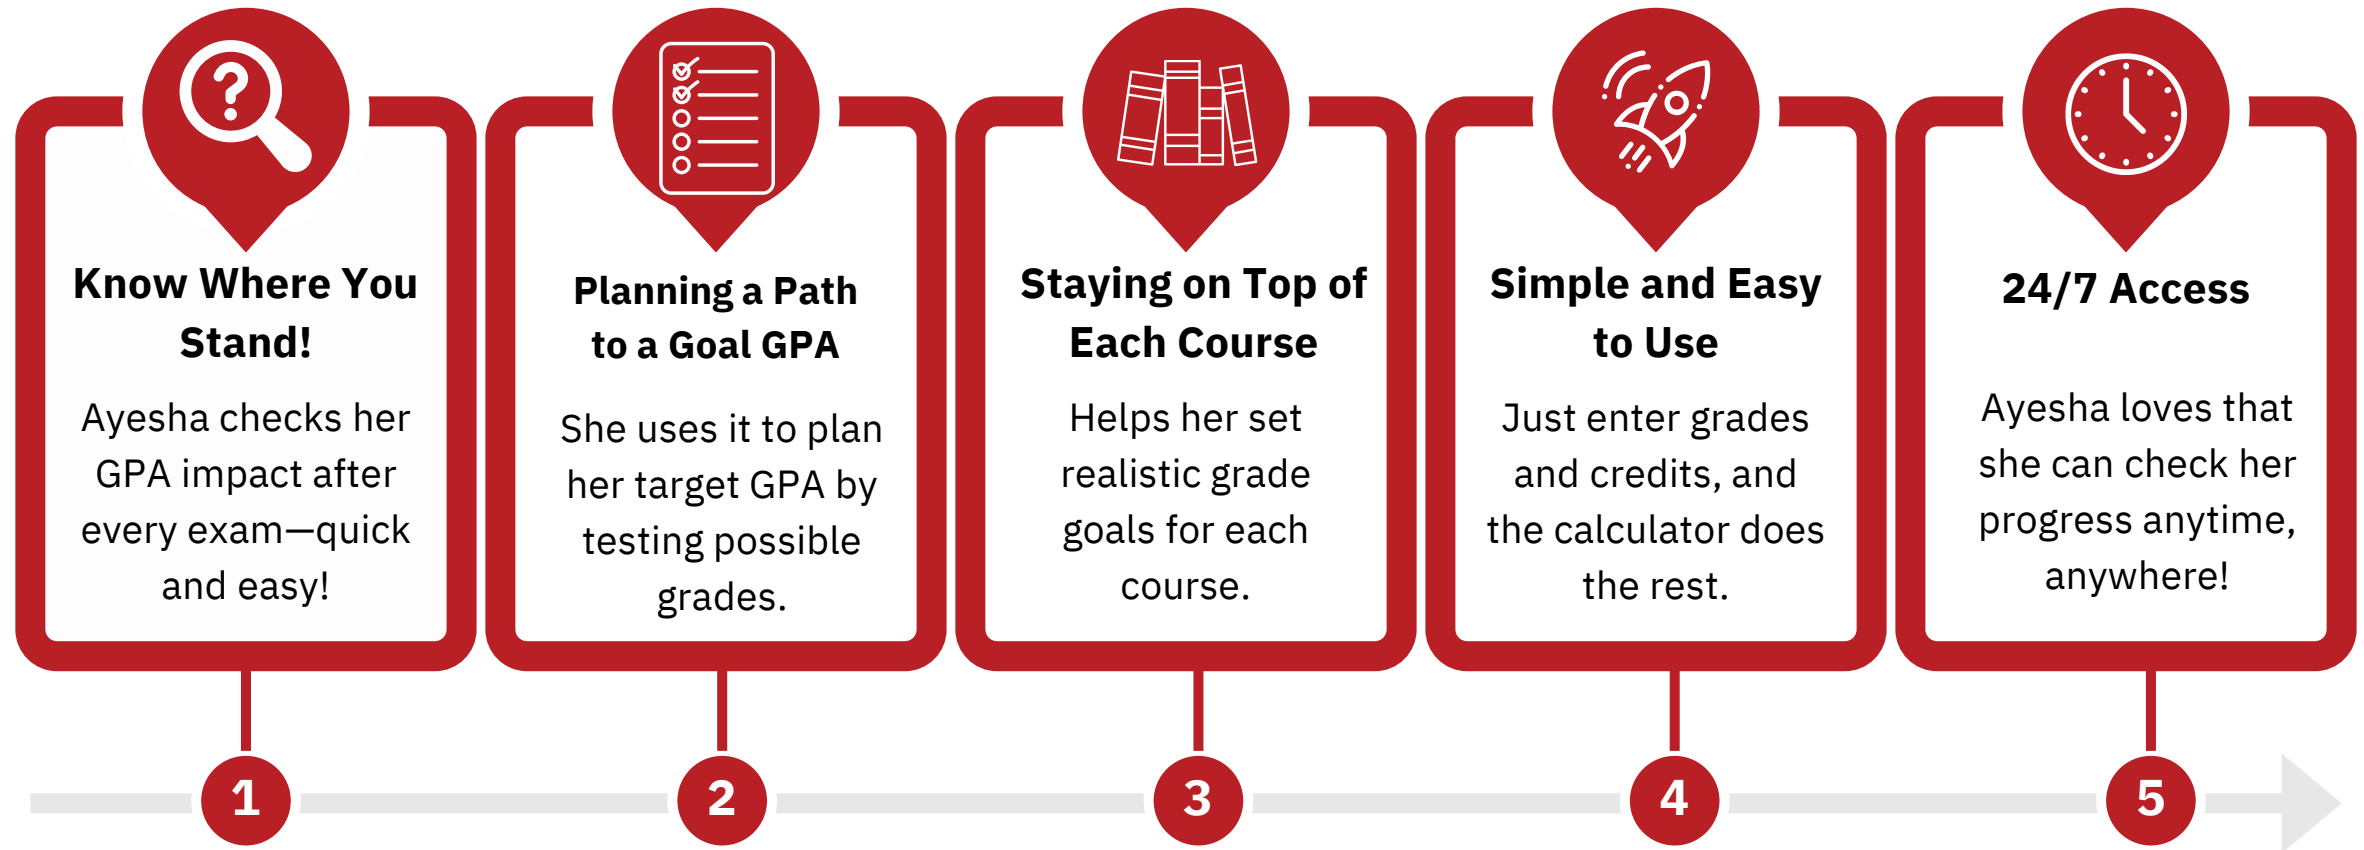 ?
Know Where You
Stand!
Ayesha checks her
GPA impact after
every exam—quick
and easy!
1
Planning a Path
to a Goal GPA
She uses it to plan
her target GPA by
testing possible
grades.
2
Staying on Top of
Each Course
Helps her set
realistic grade
goals for each
course.
3
Simple and Easy
to Use
Just enter grades
and credits, and
the calculator does
the rest.
4
24/7 Access
Ayesha loves that
she can check her
progress anytime,
anywhere!
5